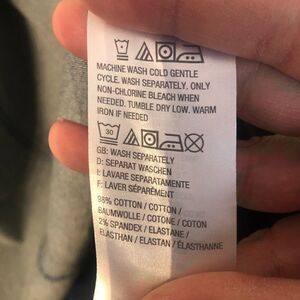 MACHINE WASH COLD GENTLE
CYCLE. WASH SEPARATELY. ONLY
NON-CHLORINE BLEACH WHEN
NEEDED. TUMBLE DRY LOW. WARM
IRON IF NEEDED
30
GB: WASH SEPARATELY
D: SEPARAT WASCHEN
I: LAVARE SEPARATAMENTE
F: LAVER SÉPARÉMENT
98% COTTON / COTTON /
BAUMWOLLE / COTONE / COTON
2% SPANDEX / ELASTANE /
ELASTHAN / ELASTAN / ÉLASTHANNE